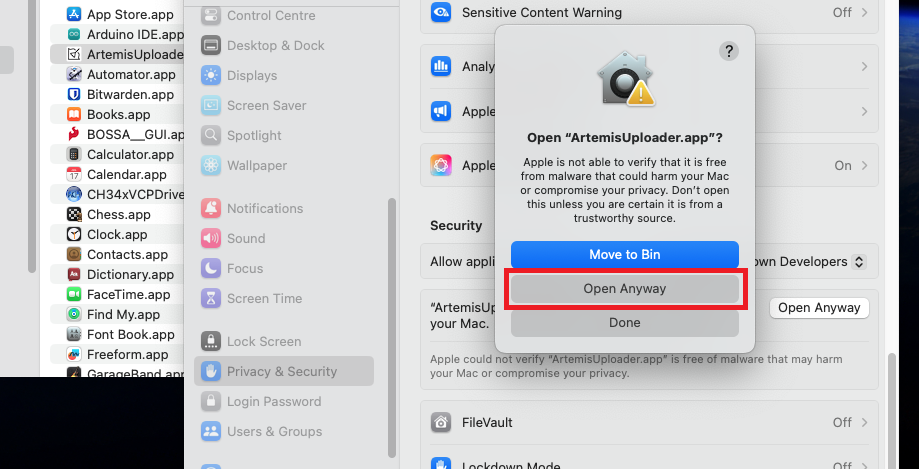 App Store.app
Arduino IDE.app
ArtemisUploade
Automator.app
Bitwarden.app
Books.app
BOSSA__GUI.ap
Calculator.app
Calendar.app
CH34xVCPDrive
Chess.app
Clock.app
Contacts.app
Dictionary.app
FaceTime.app
Find My.app
Font Book.app
Freeform.app
GarageBand.app
Control Centre
Desktop & Dock
Displays
Screen Saver
Spotlight
Wallpaper
Notifications
Sound
Focus
Screen Time
Lock Screen
Privacy & Security
Login Password
Users & Groups
Sensitive Content Warning
Off
Analy
Apple
Apple
On
Security
Allow appli
own Developers
"ArtemisUp
your Mac.
Open Anyway
Apple could not verify "ArtemisUploader.app" is free of malware that may harm
your Mac or compromise your privacy.
FileVault
Off
Lockdown Mode
Off
?
Open “ArtemisUploader.app”?
Apple is not able to verify that it is free
from malware that could harm your Mac
or compromise your privacy. Don’t open
this unless you are certain it is from a
trustworthy source.
Move to Bin
Open Anyway
Done